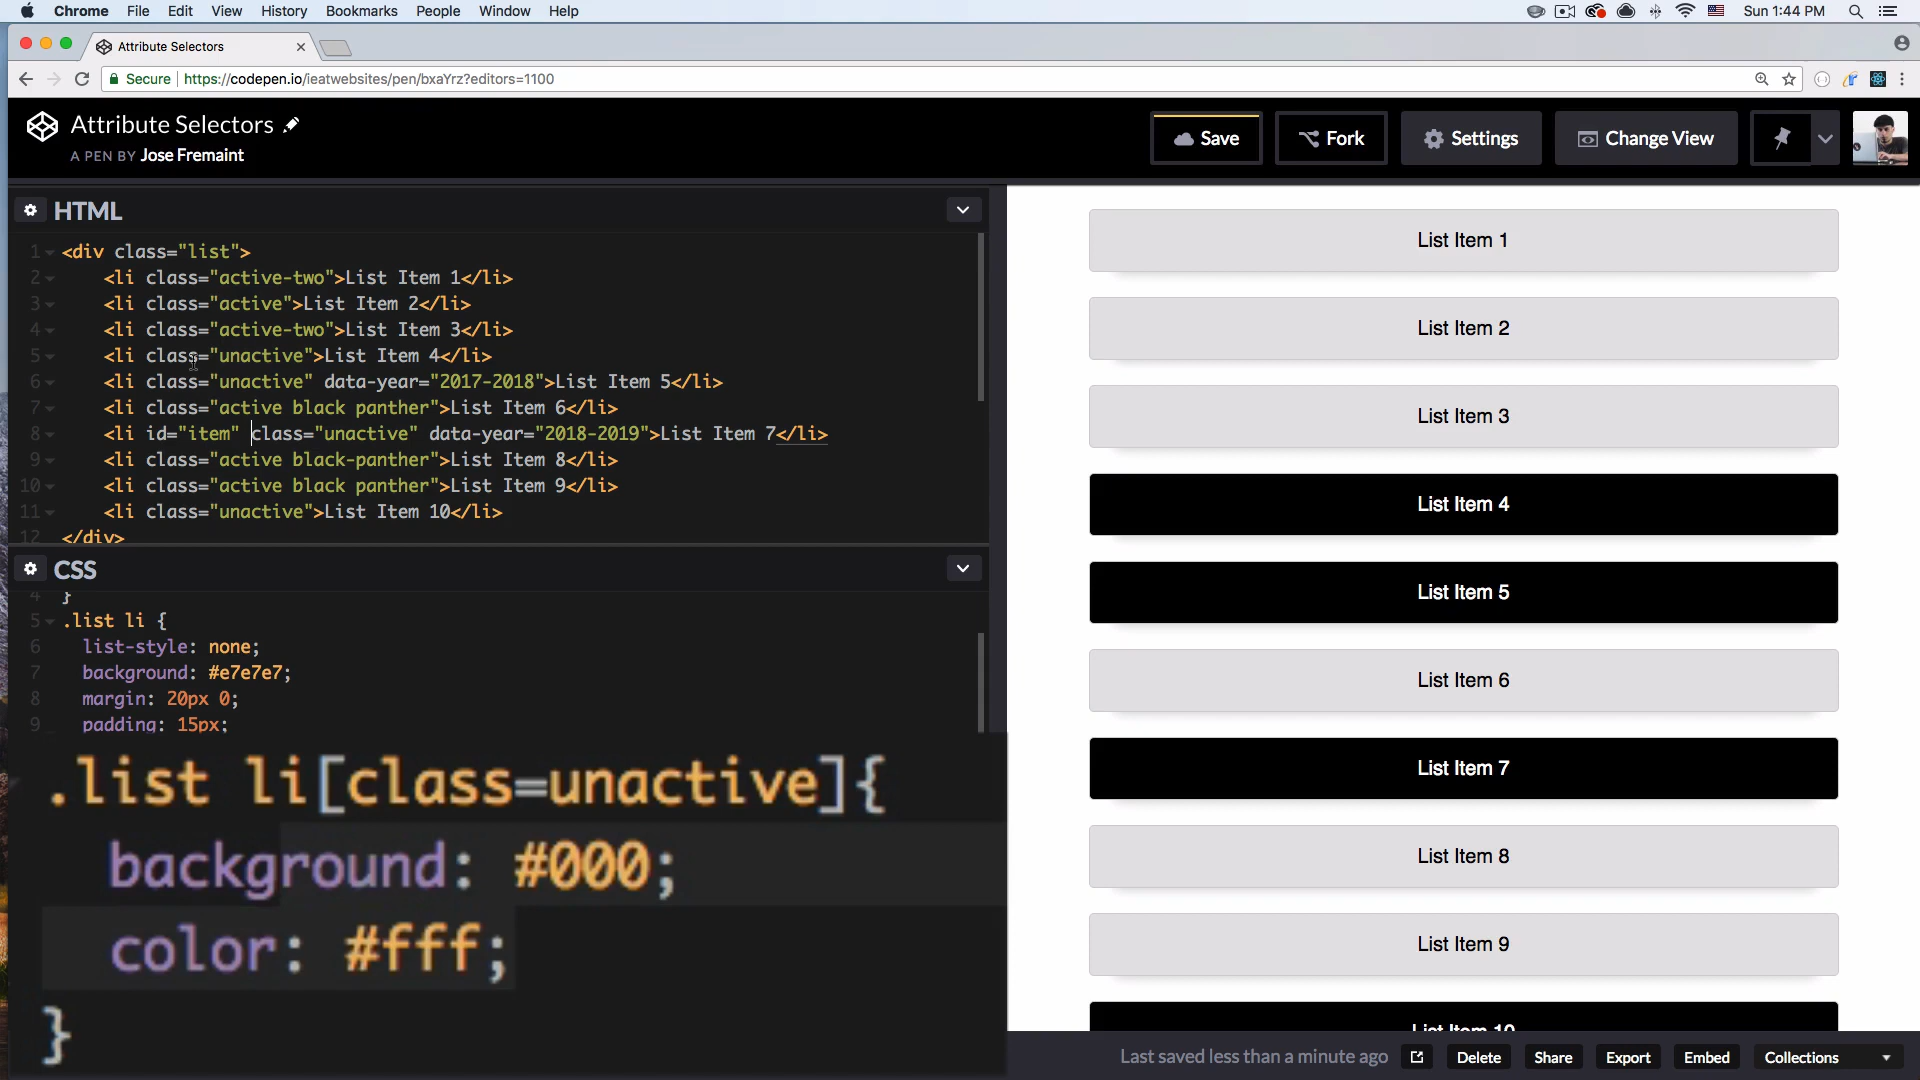 Chrome File Edit View History Bookmarks People Window Help Sun 1:44 PM
Attribute Selectors
Secure https://codepen.io/ieatwebsites/pen/bxaYrz?editors=1100
Attribute Selectors
A PEN BY Jose Fremaint
Save Fork Settings Change View
HTML
1 <div class="list">
2 <li class="active-two">List Item 1</li>
3 <li class="active">List Item 2</li>
4 <li class="active-two">List Item 3</li>
5 <li class="unactive">List Item 4</li>
6 <li class="unactive" data-year="2017-2018">List Item 5</li>
7 <li class="active black panther">List Item 6</li>
8 <li id="item" class="unactive" data-year="2018-2019">List Item 7</li>
9 <li class="active black-panther">List Item 8</li>
10 <li class="active black panther">List Item 9</li>
11 <li class="unactive">List Item 10</li>
12 </div>
CSS
4 }
5 .list li {
6 list-style: none;
7 background: #e7e7e7;
8 margin: 20px 0;
9 padding: 15px;
.list li[class=unactive]{
background: #000;
color: #fff;
}
List Item 1
List Item 2
List Item 3
List Item 4
List Item 5
List Item 6
List Item 7
List Item 8
List Item 9
List Item 10
Last saved less than a minute ago Delete Share Export Embed Collections